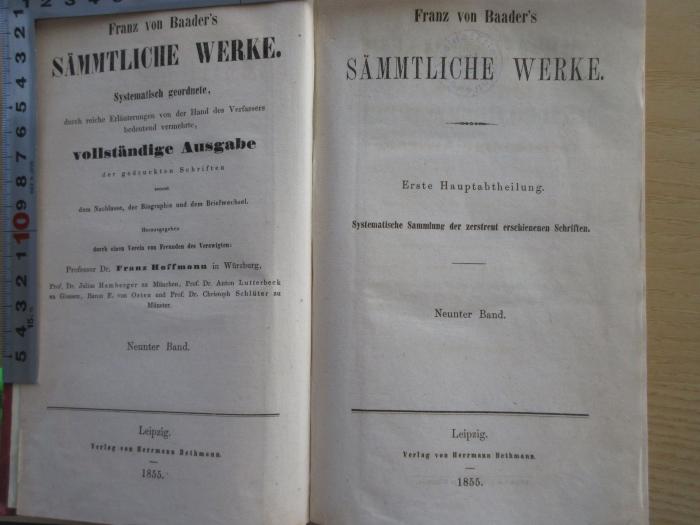 Franz von Baader's
SÄMMTLICHE WERKE.
Systematisch geordnete,
durch reiche Erläuterungen von der Hand des Verfassers
bedeutend vermehrte,
vollständige Ausgabe
der gedruckten Schriften
sammt
dem Nachlasse, der Biographie und dem Briefwechsel.
Herausgegeben
durch einen Verein von Freunden des Verewigten:
Professor Dr. Franz Hoffmann in Würzburg,
Prof. Dr. Julius Hamberger zu München, Prof. Dr. Anton Lutterbeck
zu Giessen, Baron F. von Osten und Prof. Dr. Christoph Schlüter zu
Münster.
Neunter Band.
Leipzig.
Verlag von Herrmann Bethmann.
1855.
Franz von Baader's
SÄMMTLICHE WERKE.
Erste Hauptabtheilung.
Systematische Sammlung der zerstreut erschienenen Schriften.
Neunter Band.
Leipzig.
Verlag von Herrmann Bethmann.
1855.